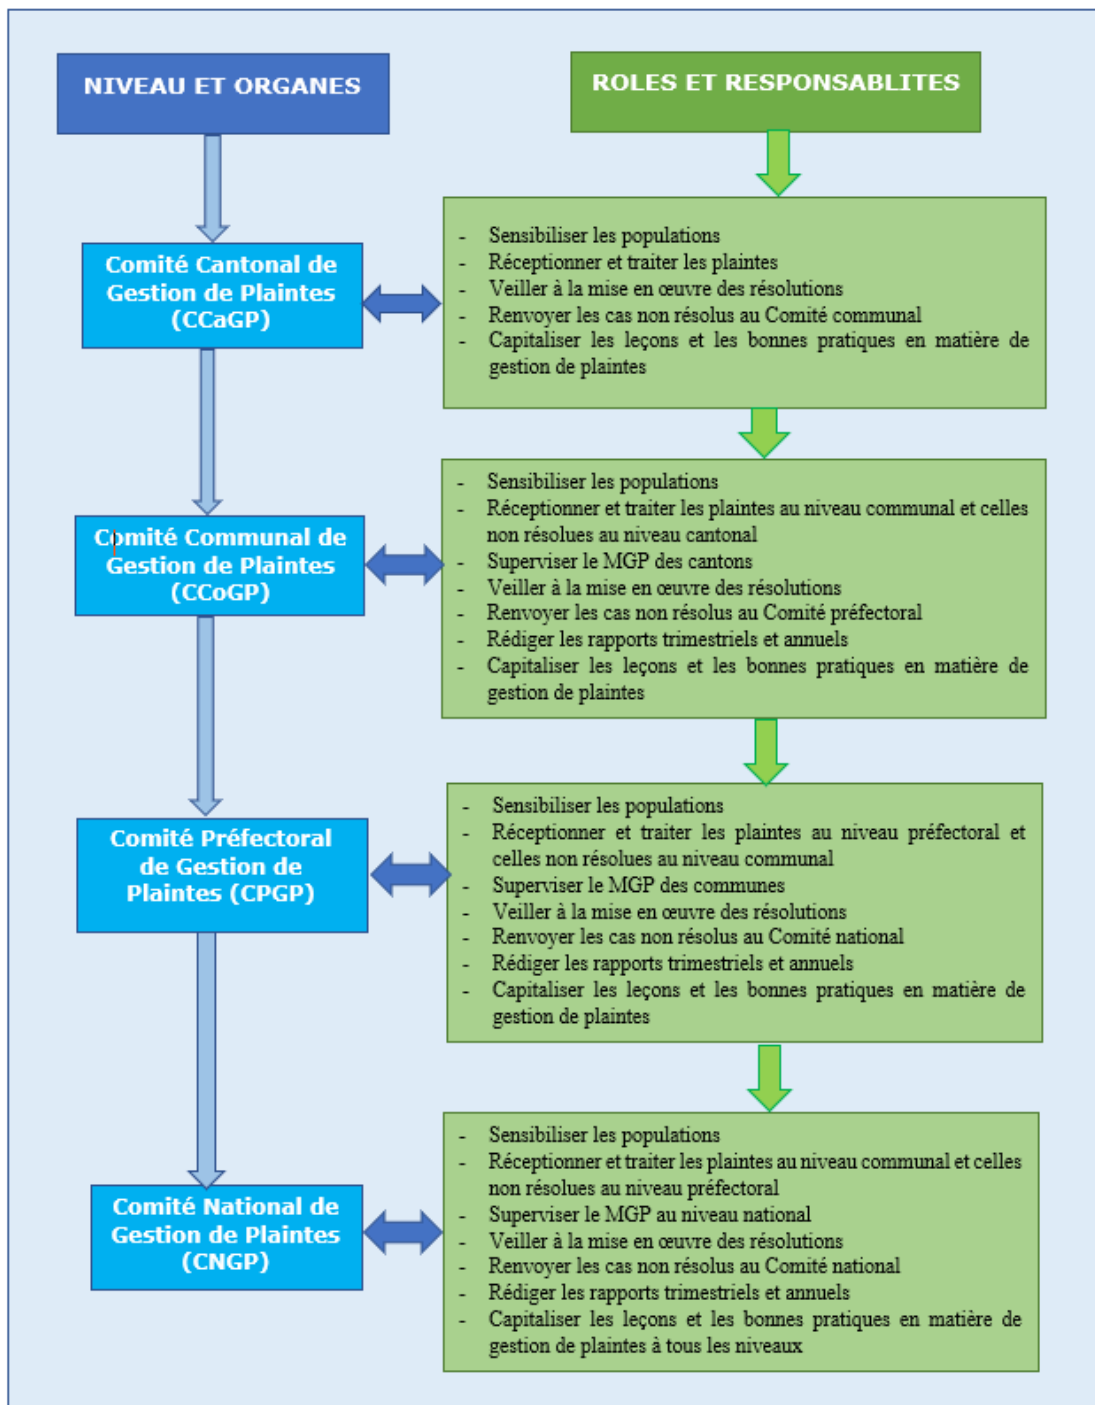 NIVEAU ET ORGANES
ROLES ET RESPONSABLITES
Comité Cantonal de
Gestion de Plaintes
(CCaGP)
- Sensibiliser les populations
- Réceptionner et traiter les plaintes
- Veiller à la mise en œuvre des résolutions
- Renvoyer les cas non résolus au Comité communal
- Capitaliser les leçons et les bonnes pratiques en matière de
gestion de plaintes
Comité Communal de
Gestion de Plaintes
(CCoGP)
- Sensibiliser les populations
- Réceptionner et traiter les plaintes au niveau communal et celles
non résolues au niveau cantonal
- Superviser le MGP des cantons
- Veiller à la mise en œuvre des résolutions
- Renvoyer les cas non résolus au Comité préfectoral
- Rédiger les rapports trimestriels et annuels
- Capitaliser les leçons et les bonnes pratiques en matière de
gestion de plaintes
Comité Préfectoral
de Gestion de
Plaintes (CPGP)
- Sensibiliser les populations
- Réceptionner et traiter les plaintes au niveau préfectoral et
celles non résolues au niveau communal
- Superviser le MGP des communes
- Veiller à la mise en œuvre des résolutions
- Renvoyer les cas non résolus au Comité national
- Rédiger les rapports trimestriels et annuels
- Capitaliser les leçons et les bonnes pratiques en matière de
gestion de plaintes
Comité National de
Gestion de Plaintes
(CNGP)
- Sensibiliser les populations
- Réceptionner et traiter les plaintes au niveau communal et celles
non résolues au niveau préfectoral
- Superviser le MGP au niveau national
- Veiller à la mise en œuvre des résolutions
- Renvoyer les cas non résolus au Comité national
- Rédiger les rapports trimestriels et annuels
- Capitaliser les leçons et les bonnes pratiques en matière de
gestion de plaintes à tous les niveaux